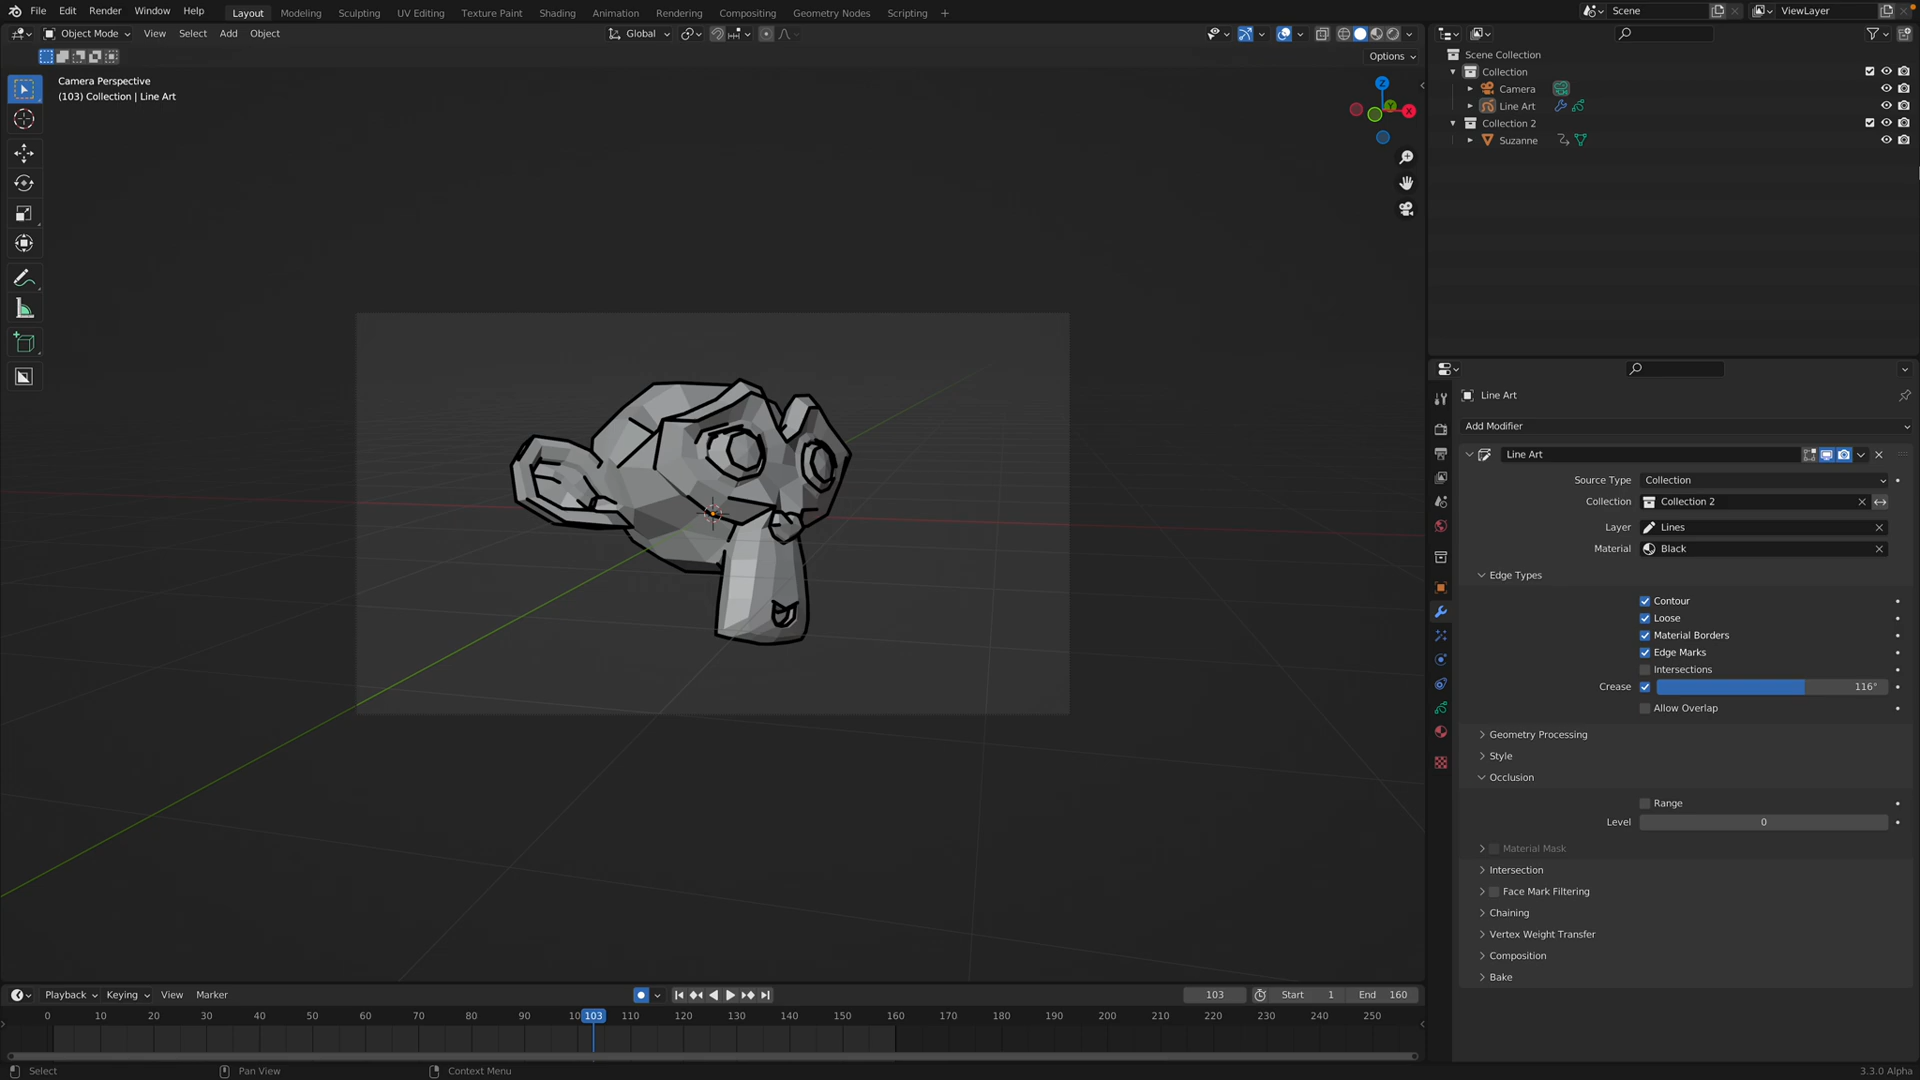 File Edit Render Window Help Layout Modeling Sculpting UV Editing Texture Paint Shading Animation Rendering Compositing Geometry Nodes Scripting + Scene ViewLayer
Object Mode View Select Add Object Global
Options
Camera Perspective
(103) Collection | Line Art
Z
Y
X
Scene Collection
Collection
Camera
Line Art
Collection 2
Suzanne
Line Art
Add Modifier
Line Art
Source Type Collection
Collection Collection 2
Layer Lines
Material Black
Edge Types
Contour
Loose
Material Borders
Edge Marks
Intersections
Crease 116°
Allow Overlap
Geometry Processing
Style
Occlusion
Range
Level 0
Material Mask
Intersection
Face Mark Filtering
Chaining
Vertex Weight Transfer
Composition
Bake
Playback Keying View Marker 103 Start 1 End 160
0 10 20 30 40 50 60 70 80 90 10 103 110 120 130 140 150 160 170 180 190 200 210 220 230 240 250
Select Pan View Context Menu 3.3.0 Alpha